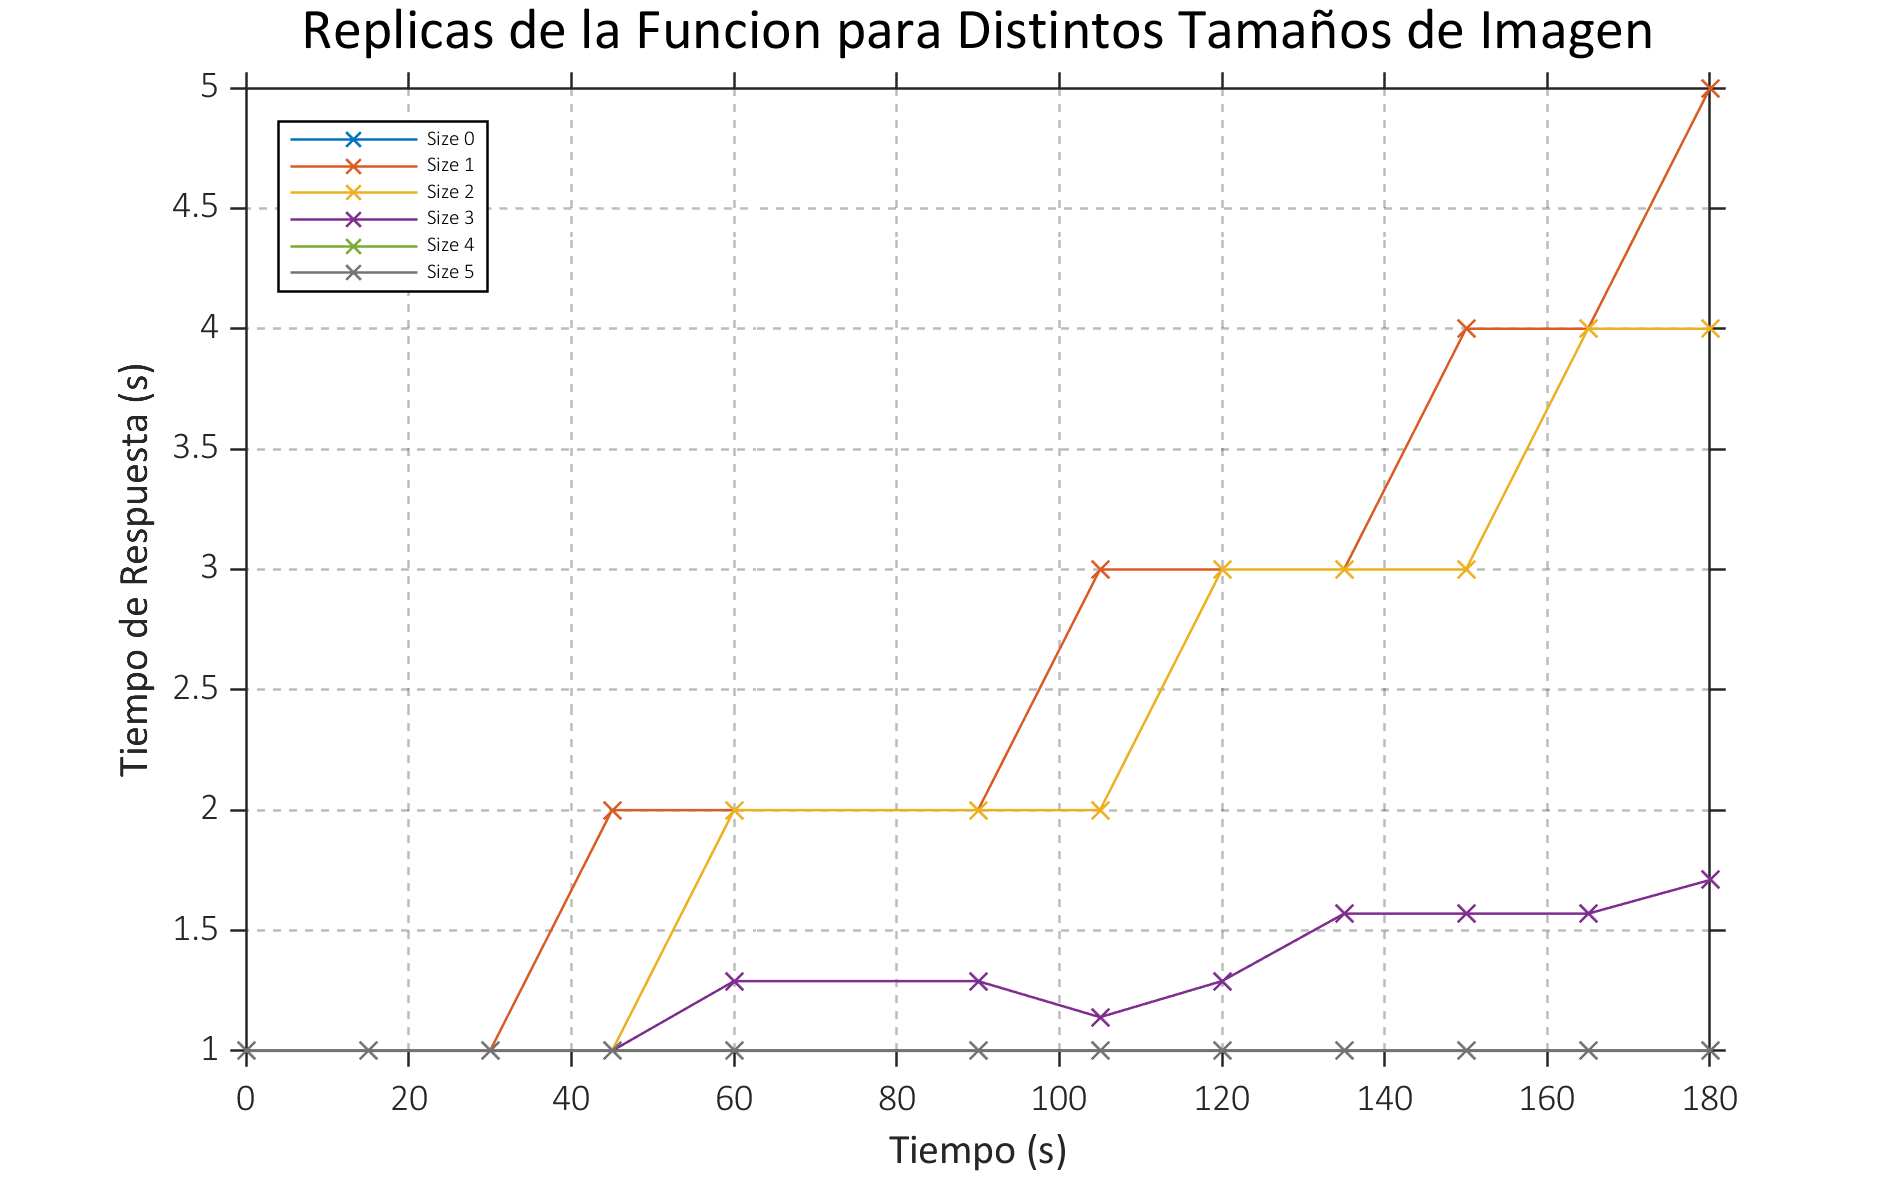 Replicas de la Funcion para Distintos Tamaños de Imagen
5
4.5
4
3.5
3
2.5
2
1.5
1
Tiempo de Respuesta (s)
Size 0
Size 1
Size 2
Size 3
Size 4
Size 5
0 20 40 60 80 100 120 140 160 180
Tiempo (s)